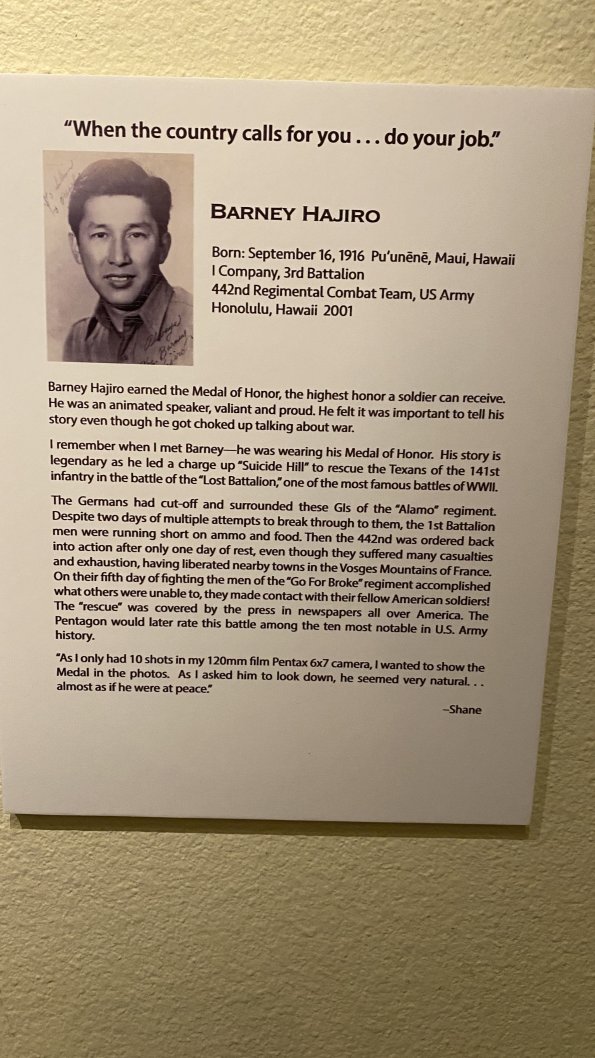 “When the country calls for you . . . do your job.”
BARNEY HAJIRO
Born: September 16, 1916 Pu‘unēnē, Maui, Hawaii
I Company, 3rd Battalion
442nd Regimental Combat Team, US Army
Honolulu, Hawaii 2001
Barney Hajiro earned the Medal of Honor, the highest honor a soldier can receive.
He was an animated speaker, valiant and proud. He felt it was important to tell his
story even though he got choked up talking about war.
I remember when I met Barney—he was wearing his Medal of Honor. His story is
legendary as he led a charge up “Suicide Hill” to rescue the Texans of the 141st
infantry in the battle of the “Lost Battalion,” one of the most famous battles of WWII.
The Germans had cut-off and surrounded these GIs of the “Alamo” regiment.
Despite two days of multiple attempts to break through to them, the 1st Battalion
men were running short on ammo and food. Then the 442nd was ordered back
into action after only one day of rest, even though they suffered many casualties
and exhaustion, having liberated nearby towns in the Vosges Mountains of France.
On their fifth day of fighting the men of the “Go For Broke” regiment accomplished
what others were unable to, they made contact with their fellow American soldiers!
The “rescue” was covered by the press in newspapers all over America. The
Pentagon would later rate this battle among the ten most notable in U.S. Army
history.
“As I only had 10 shots in my 120mm film Pentax 6x7 camera, I wanted to show the
Medal in the photos. As I asked him to look down, he seemed very natural. . .
almost as if he were at peace.”
–Shane